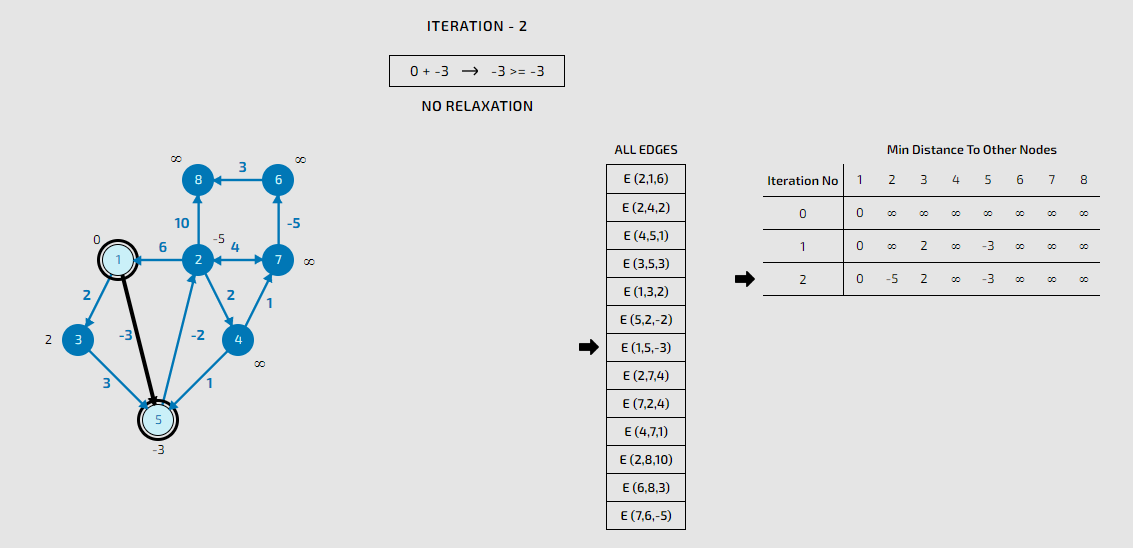 ITERATION - 2
0 + -3 → -3 >= -3
NO RELAXATION
∞ ∞
8 3 6
10 -5
0 6 -5 4
1 2 7 ∞
2 2 1
2 3 -3 -2 4
∞
3 1
5
-3
ALL EDGES
E (2,1,6)
E (2,4,2)
E (4,5,1)
E (3,5,3)
E (1,3,2)
E (5,2,-2)
E (1,5,-3)
E (2,7,4)
E (7,2,4)
E (4,7,1)
E (2,8,10)
E (6,8,3)
E (7,6,-5)
Min Distance To Other Nodes
Iteration No 1 2 3 4 5 6 7 8
0 0 ∞ ∞ ∞ ∞ ∞ ∞ ∞
1 0 ∞ 2 ∞ -3 ∞ ∞ ∞
2 0 -5 2 ∞ -3 ∞ ∞ ∞